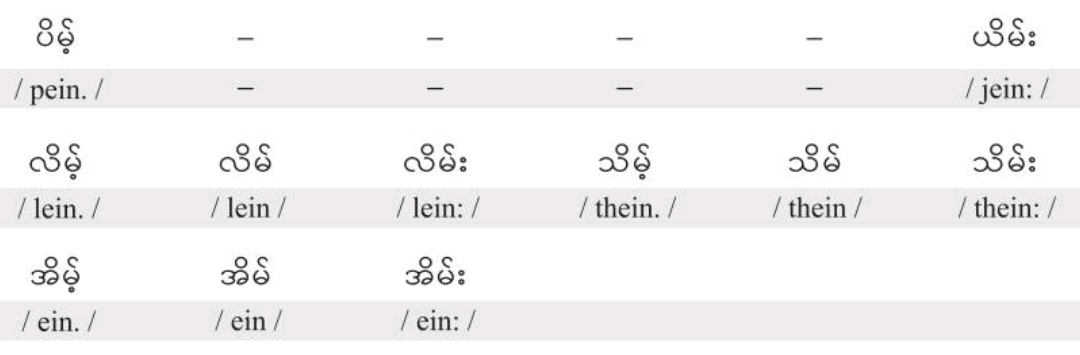 ပိမ့် – – – – ယိမ်း
/ pein. / – – – – / jein: /
လိမ့် လိမ် လိမ်း သိမ့် သိမ် သိမ်း
/ lein. / / lein / / lein: / / thein. / / thein / / thein: /
အိမ့် အိမ် အိမ်း
/ ein. / / ein / / ein: /